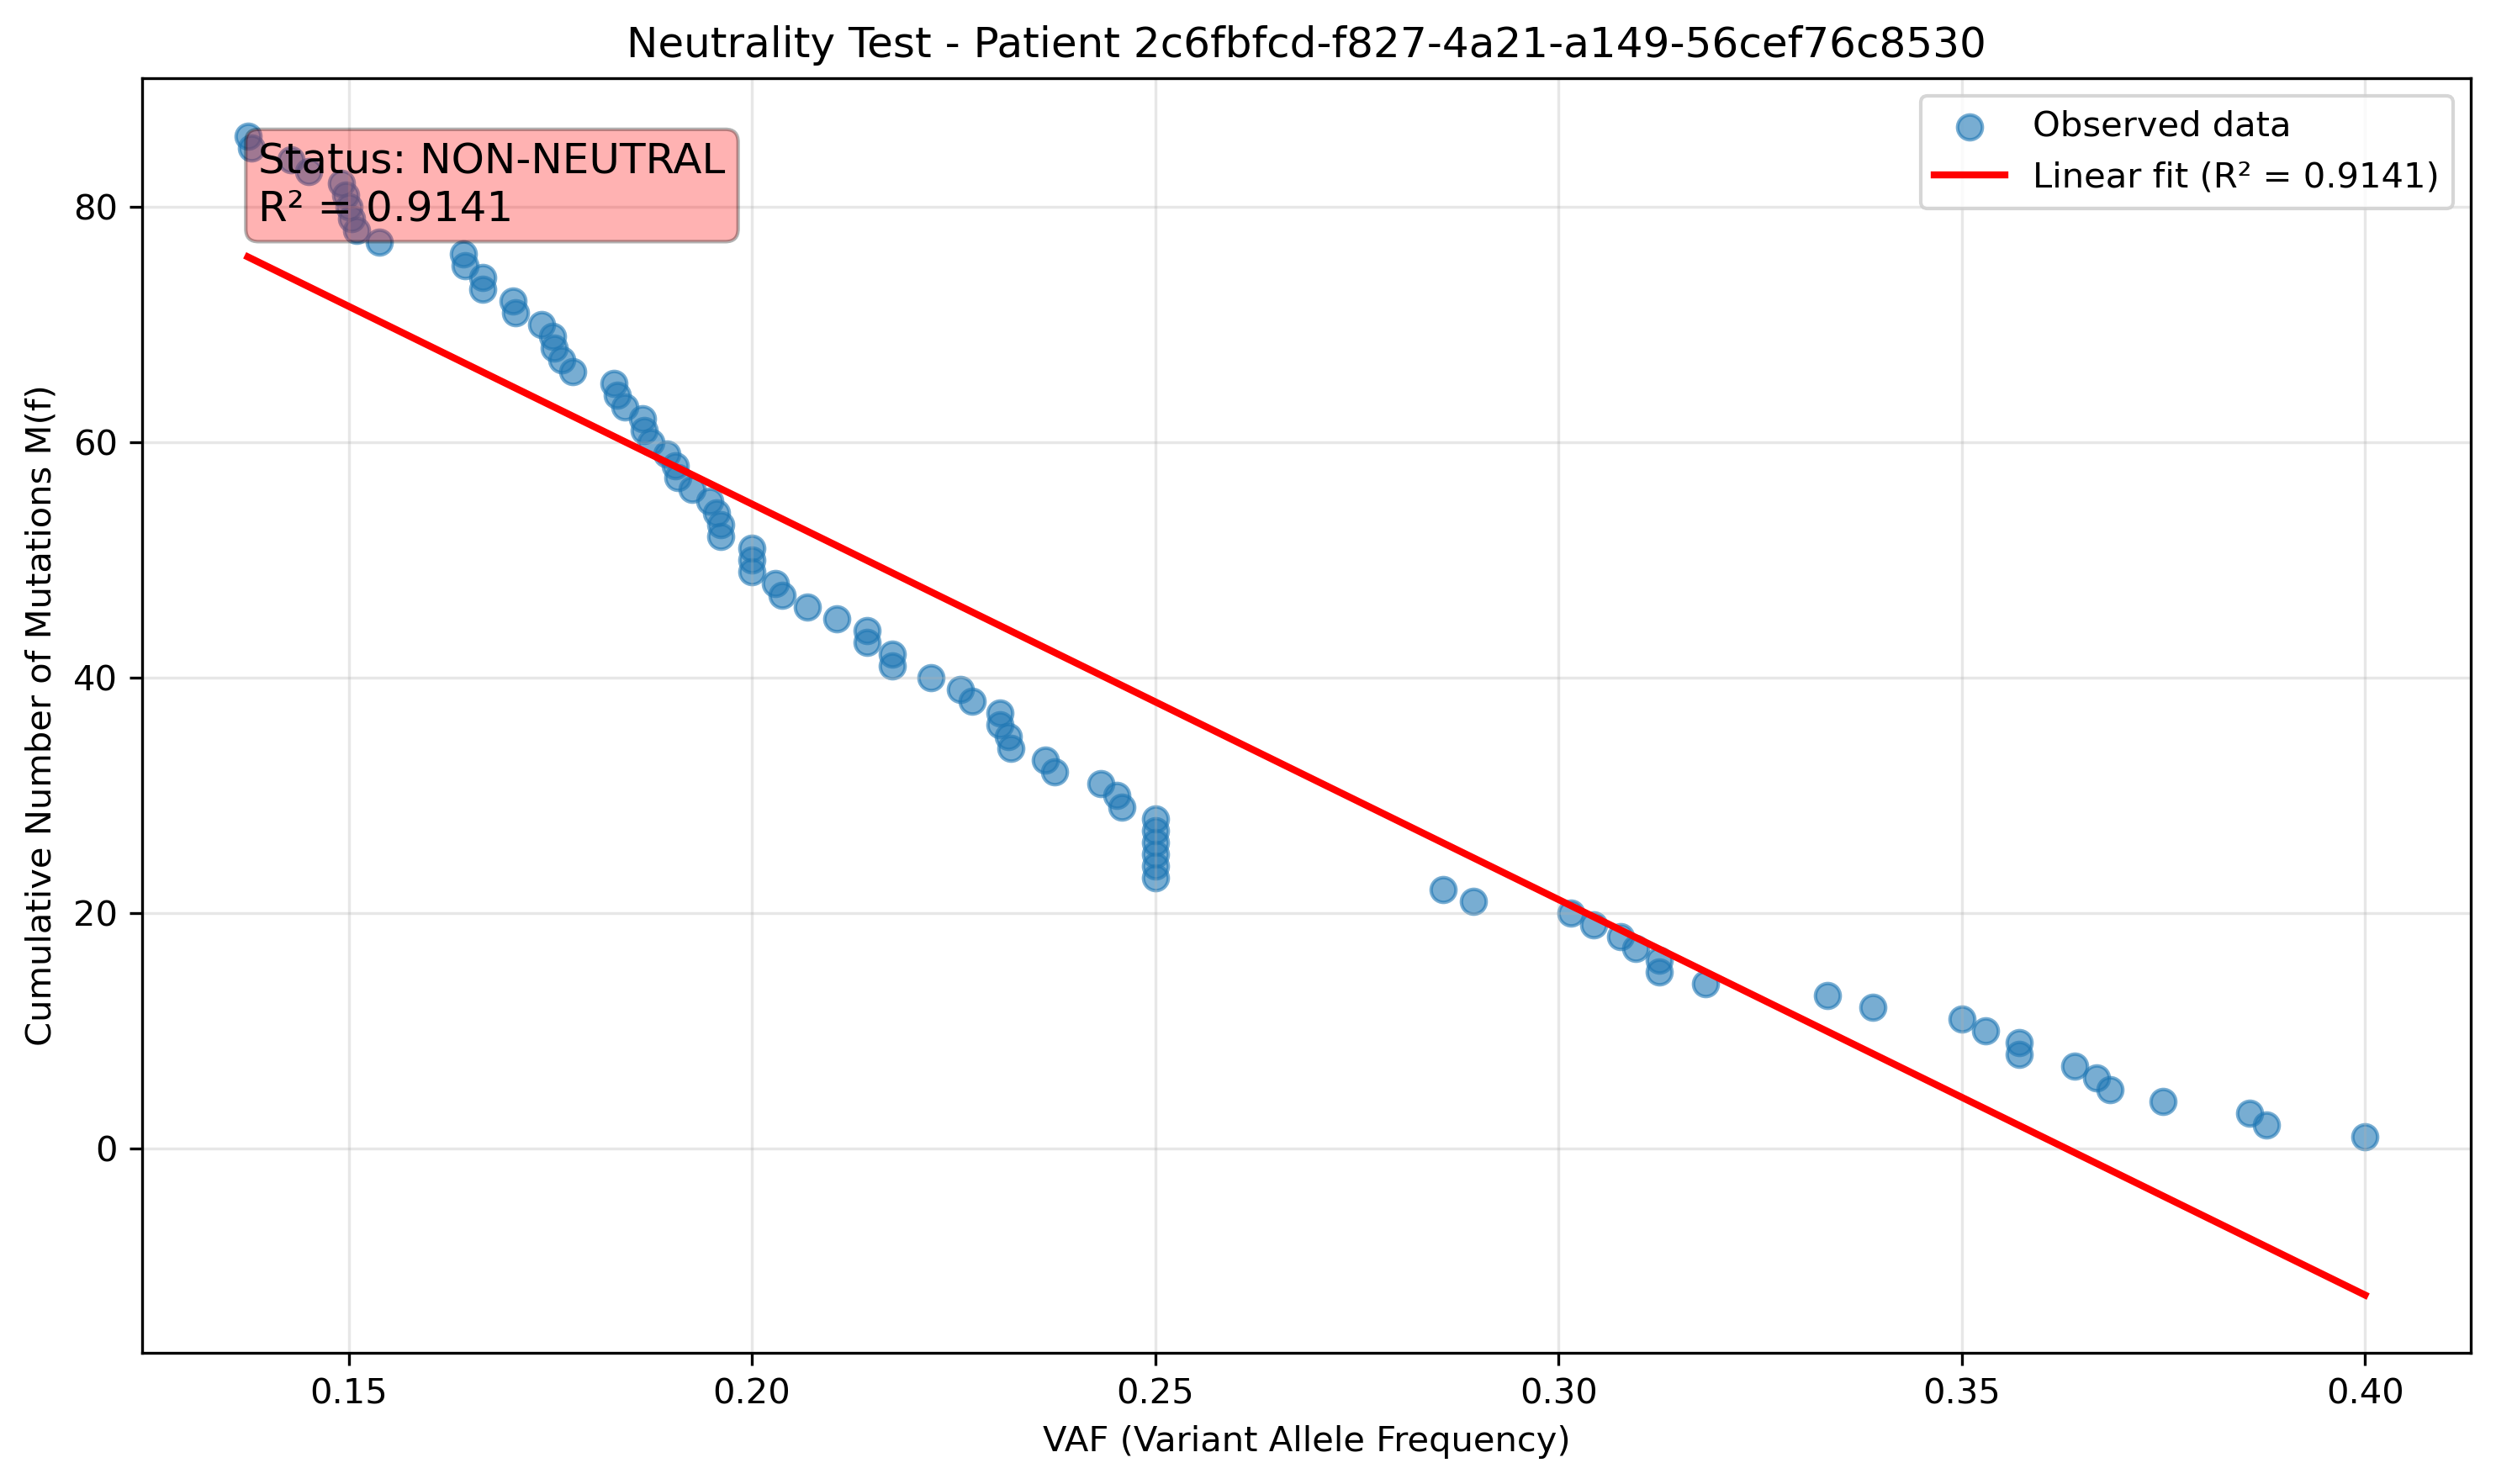 Neutrality Test - Patient 2c6fbfcd-f827-4a21-a149-56cef76c8530
Observed data
Linear fit (R² = 0.9141)
Status: NON-NEUTRAL
R² = 0.9141
Cumulative Number of Mutations M(f)
80
60
40
20
0
0.15
0.20
0.25
0.30
0.35
0.40
VAF (Variant Allele Frequency)